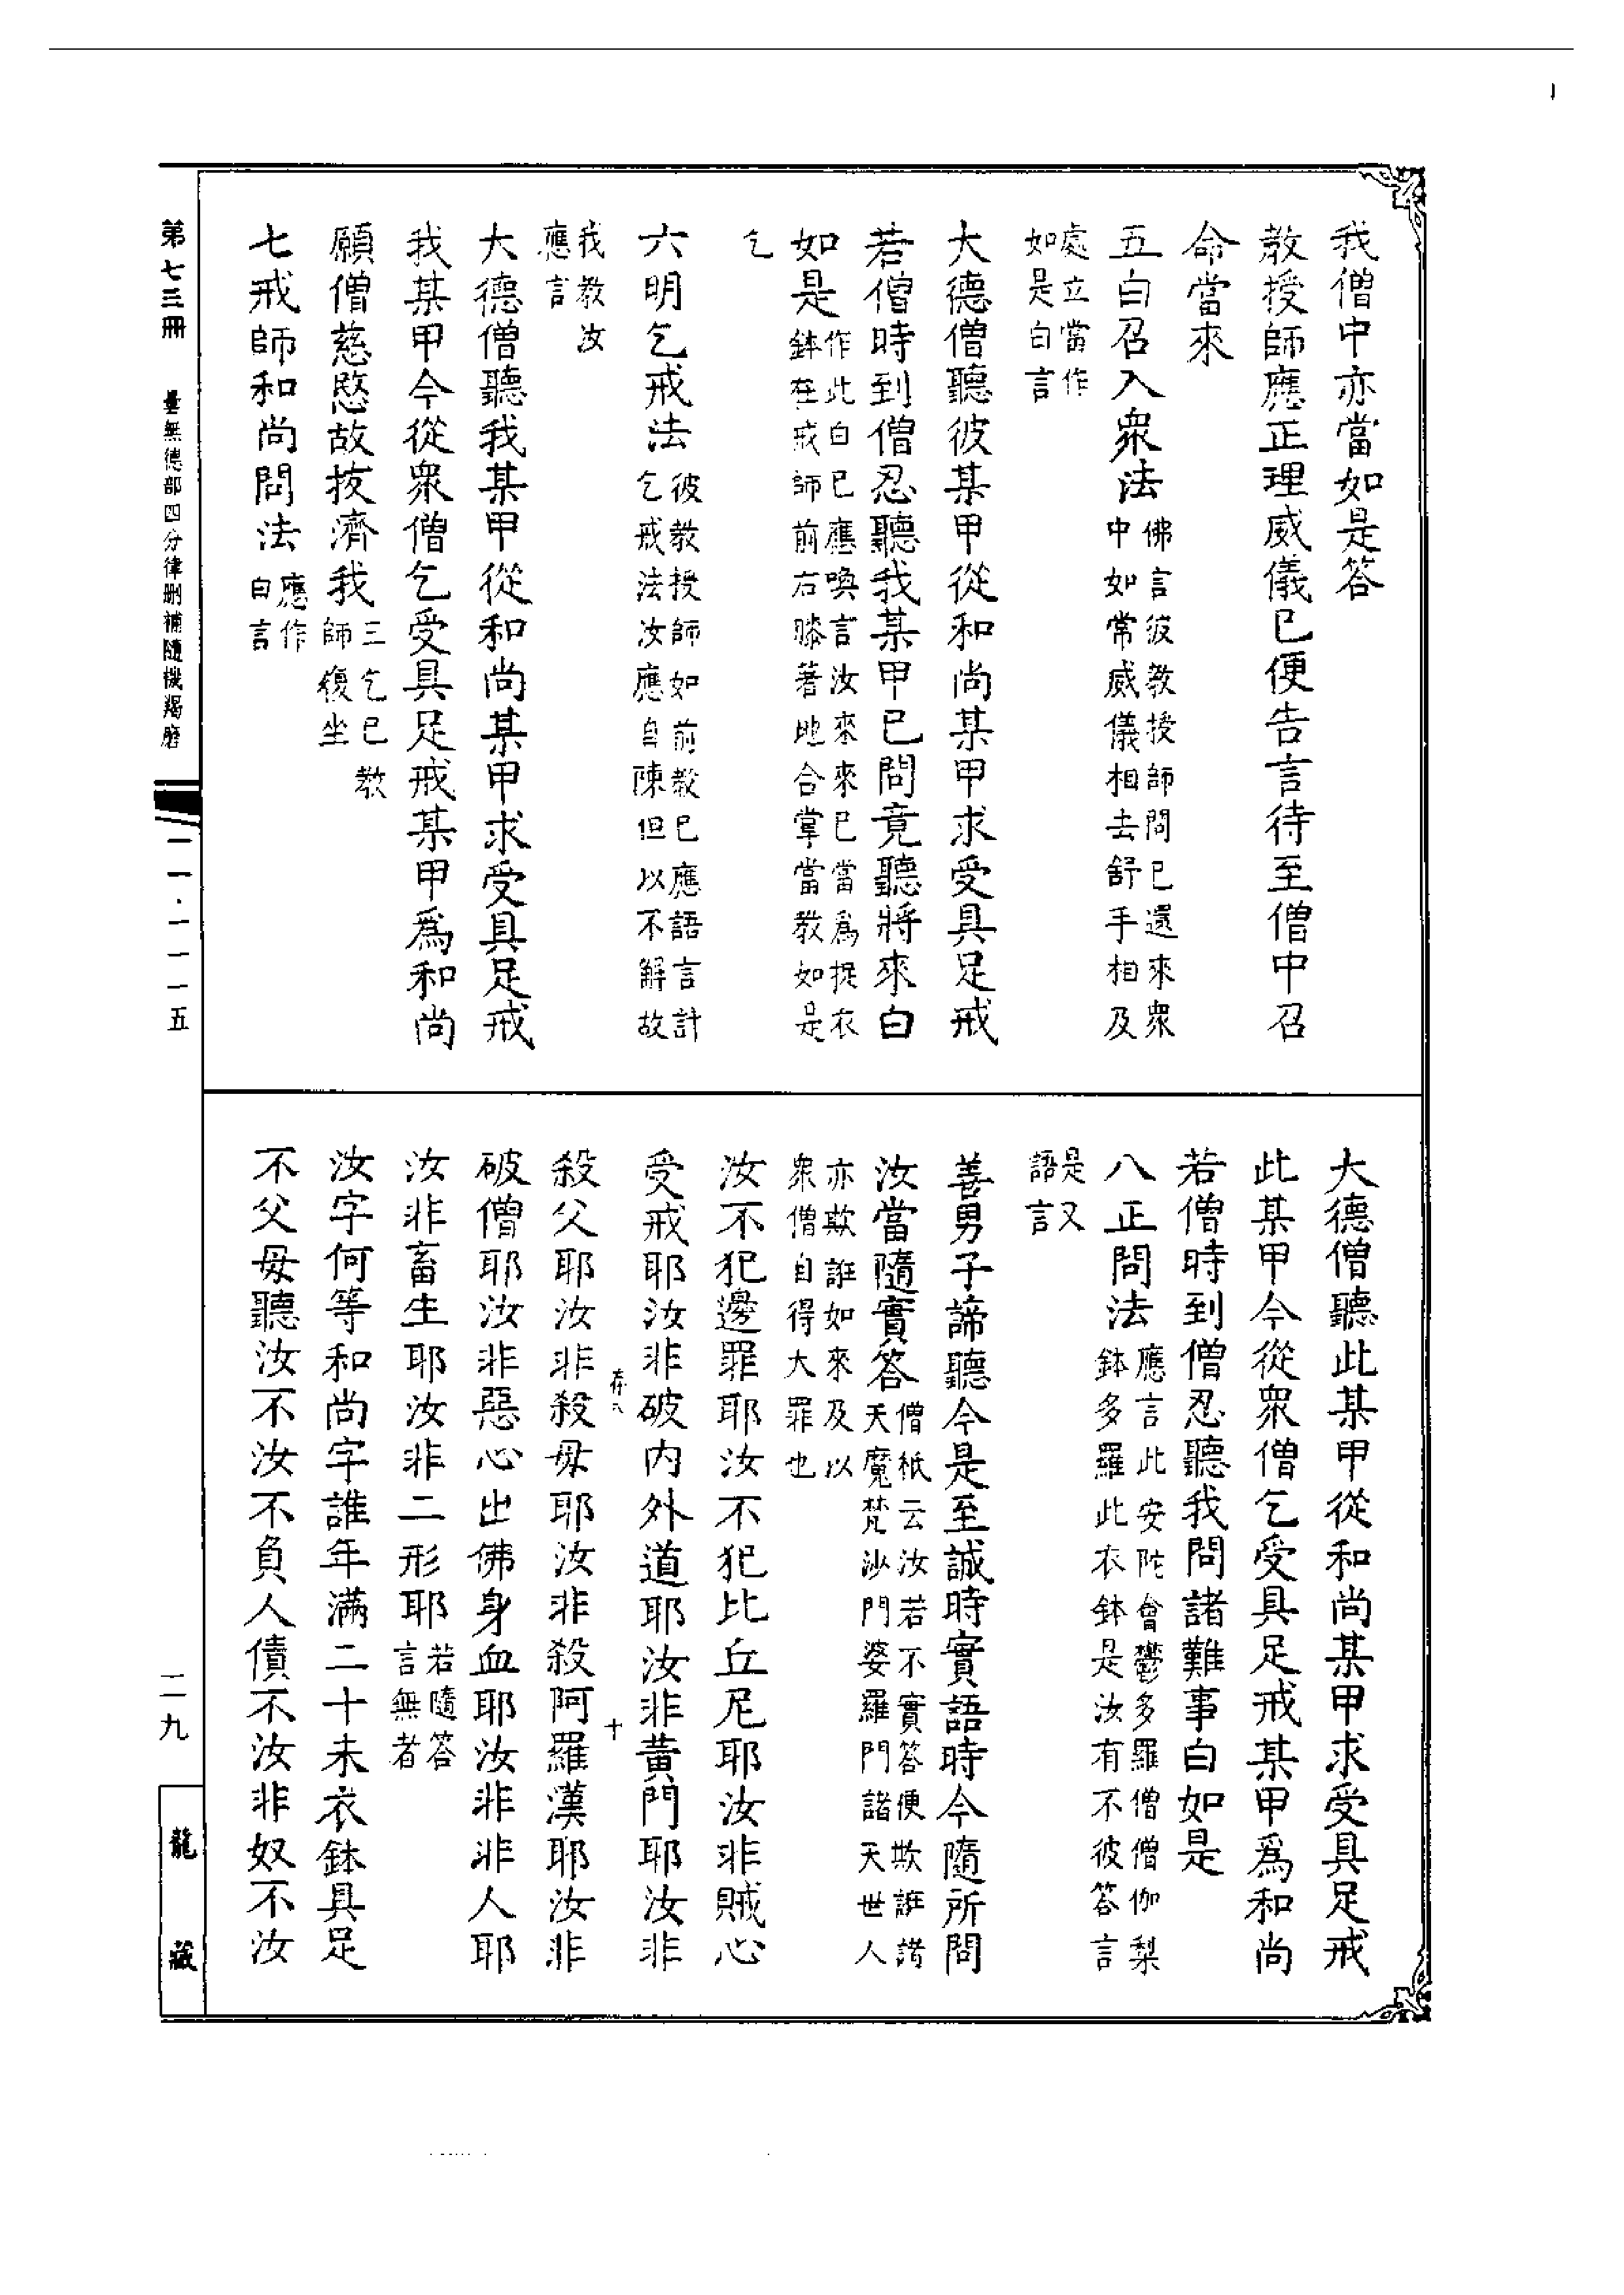 我僧中亦當如是答
教授師應正理威儀已便告言待至僧中召
命當來
五白召入衆法
佛言彼教授師問已還來衆
中如常威儀相去舒手相及
處立當作
如是白言
大德僧聽彼某甲從和尚某甲求受具足戒
若僧時到僧忍聽我某甲已問竟聽將來白
如是
作此白已應喚言汝來來已當爲捉衣
鉢在戒師前右膝著地合掌當教如是
乞
六明乞戒法
彼教授師如前教已應語言計
乞戒法汝應自陳但以不解故
我教汝
應言
大德僧聽我某甲從和尚某甲求受具足戒
我某甲今從衆僧乞受具足戒某甲爲和尚
願僧慈愍故拔濟我
三乞已教
師復坐
七戒師和尚問法
應作
白言
大德僧聽此某甲從和尚某甲求受具足戒
此某甲今從衆僧乞受具足戒某甲爲和尚
若僧時到僧忍聽我問諸難事白如是
八正問法
應言此安陀會鬱多羅僧僧伽梨
鉢多羅此衣鉢是汝有不彼答言
是又
語言
善男子諦聽今是至誠時實語時今隨所問
汝當隨實答
僧祇云汝若不實答便欺誑諸
天魔梵沙門婆羅門諸天世人
亦欺誑如來及以
衆僧自得大罪也
汝不犯邊罪耶汝不犯比丘尼耶汝非賊心
受戒耶汝非破内外道耶汝非黃門耶汝非
殺父耶汝非殺母耶汝非殺阿羅漢耶汝非
破僧耶汝非惡心出佛身血耶汝非非人耶
汝非畜生耶汝非二形耶
若隨答
言無者
汝字何等和尚字誰年滿二十未衣鉢具足
不父母聽汝不汝不負人債不汝非奴不汝
十
第七三冊
曇無德部四分律刪補隨機羯磨
一一·一一一五
二九
龍藏